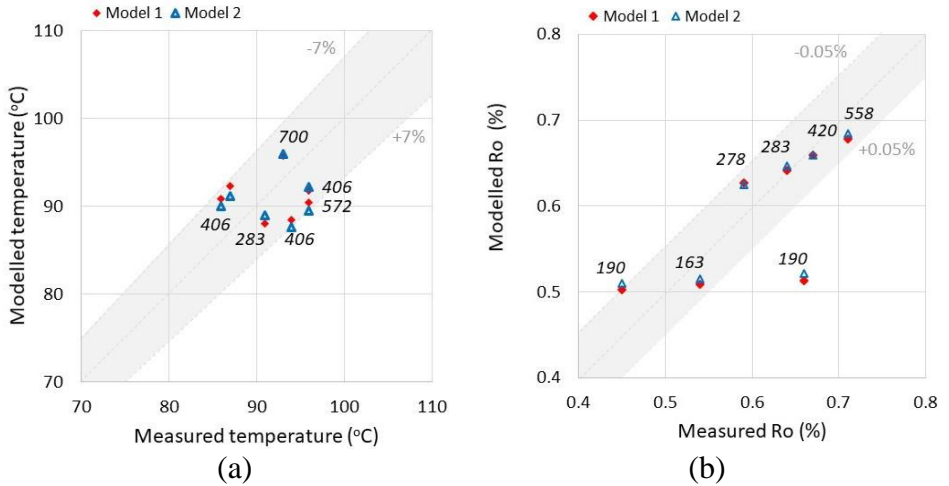 Model 1 Model 2
110
100
90
80
70
70 80 90 100 110
Modelled temperature (°C)
Measured temperature (°C)
-7%
+7%
700
406
572
406
283
406
(a)
Model 1 Model 2
0.8
0.7
0.6
0.5
0.4
0.4 0.5 0.6 0.7 0.8
Modelled Ro (%)
Measured Ro (%)
-0.05%
+0.05%
558
420
283
278
190
163
190
(b)